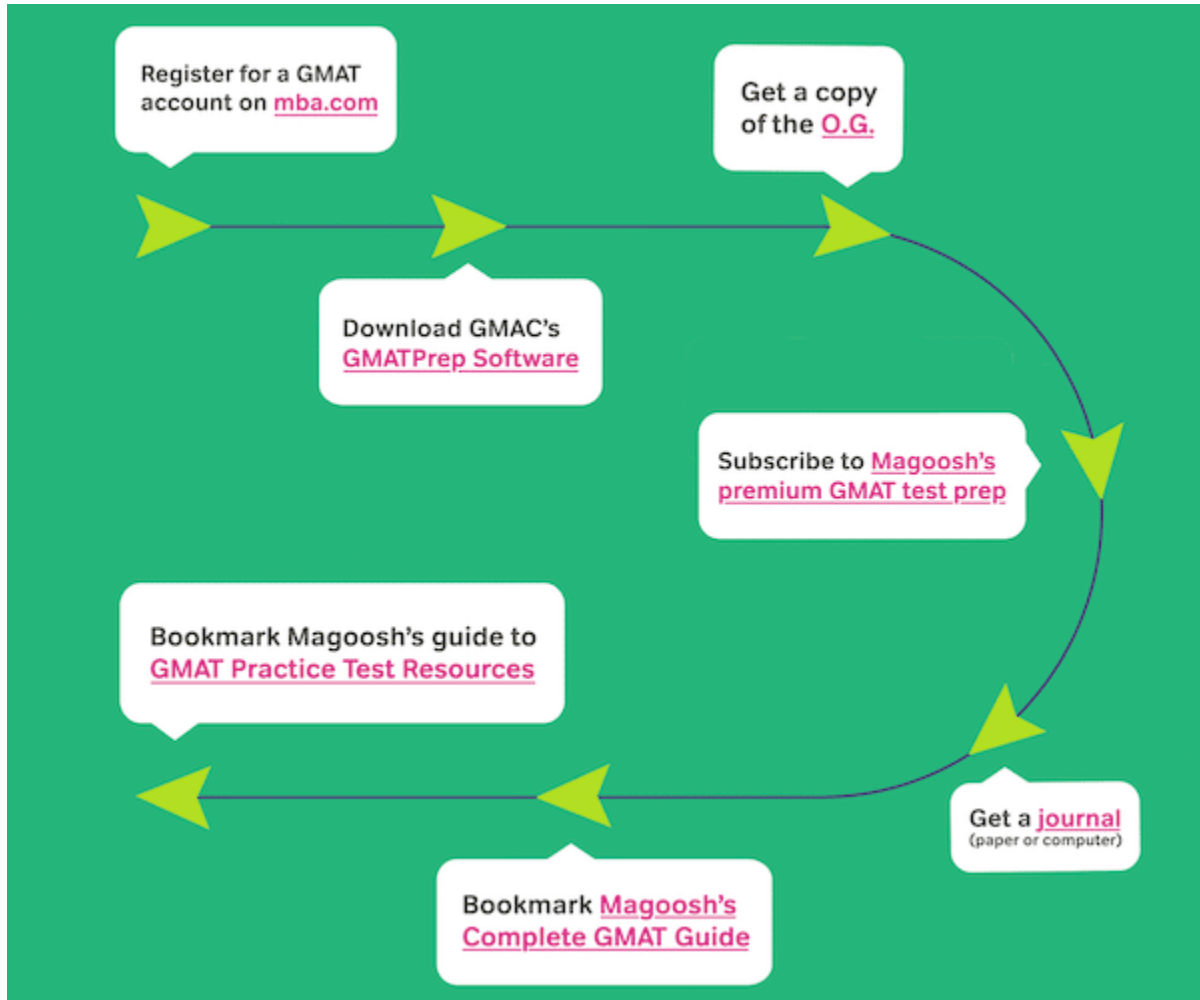 Register for a GMAT
account on mba.com
Download GMAC’s
GMATPrep Software
Get a copy
of the O.G.
Subscribe to Magoosh’s
premium GMAT test prep
Get a journal
(paper or computer)
Bookmark Magoosh’s
Complete GMAT Guide
Bookmark Magoosh’s guide to
GMAT Practice Test Resources